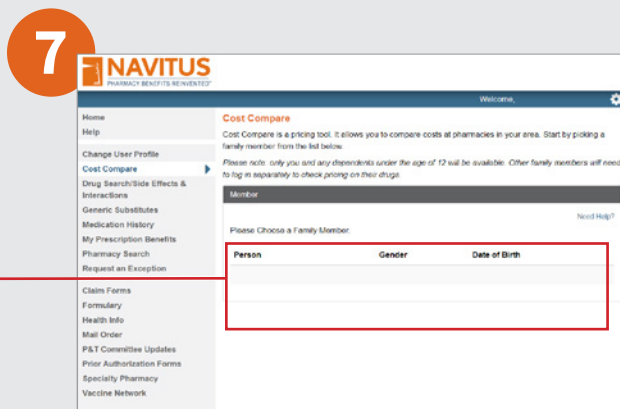 7
NAVITUS
PHARMACY BENEFITS REINVENTED
Welcome,
Home
Help
Change User Profile
Cost Compare
Drug Search/Side Effects &
Interactions
Generic Substitutes
Medication History
My Prescription Benefits
Pharmacy Search
Request an Exception
Claim Forms
Formulary
Health Info
Mail Order
P&T Committee Updates
Prior Authorization Forms
Specialty Pharmacy
Vaccine Network
Cost Compare
Cost Compare is a pricing tool. It allows you to compare costs at pharmacies in your area. Start by picking a
family member from the list below.
Please note: only you and any dependents under the age of 12 will be available. Other family members will need
to log in separately to check pricing on their drugs.
Member
Need Help?
Please Choose a Family Member.
Person Gender Date of Birth